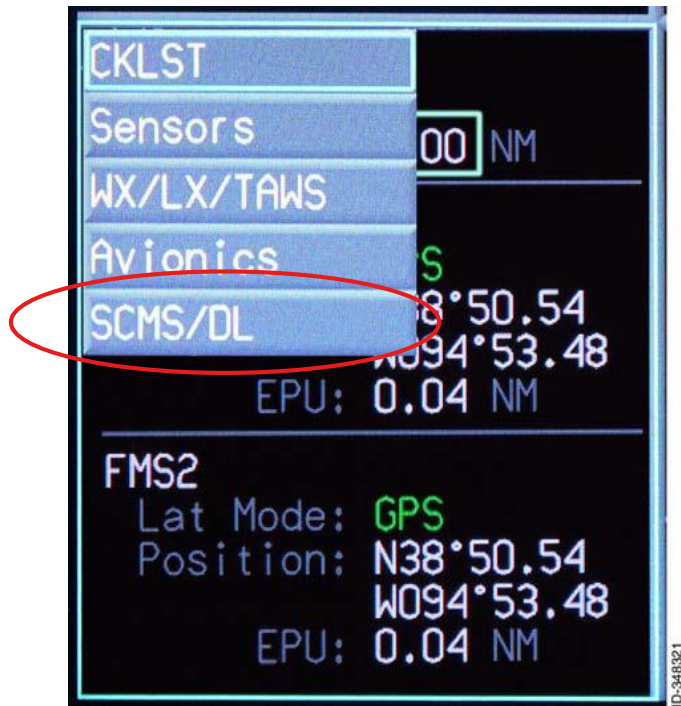 CKLST
Sensors
00 NM
WX/LX/TAWS
Avionics
SCMS/DL
8°50.54
W094°53.48
EPU: 0.04 NM
FMS2
Lat Mode: GPS
Position: N38°50.54
W094°53.48
EPU: 0.04 NM
ID-348321